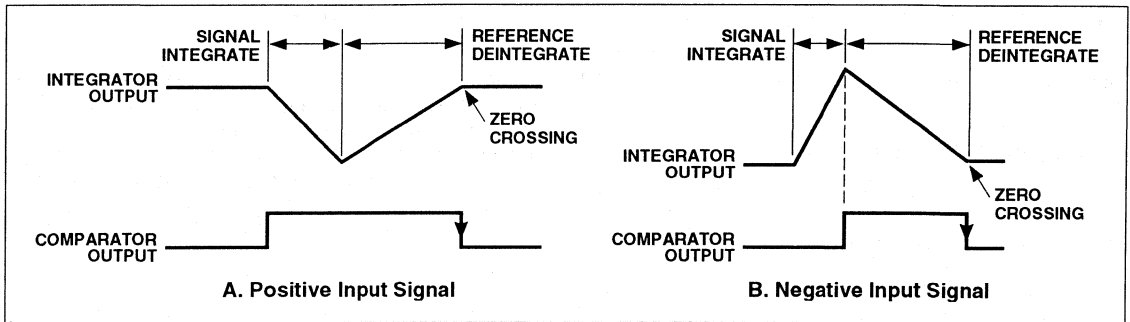 SIGNAL
INTEGRATE
REFERENCE
DEINTEGRATE
INTEGRATOR
OUTPUT
ZERO
CROSSING
COMPARATOR
OUTPUT
A. Positive Input Signal
SIGNAL
INTEGRATE
REFERENCE
DEINTEGRATE
INTEGRATOR
OUTPUT
ZERO
CROSSING
COMPARATOR
OUTPUT
B. Negative Input Signal